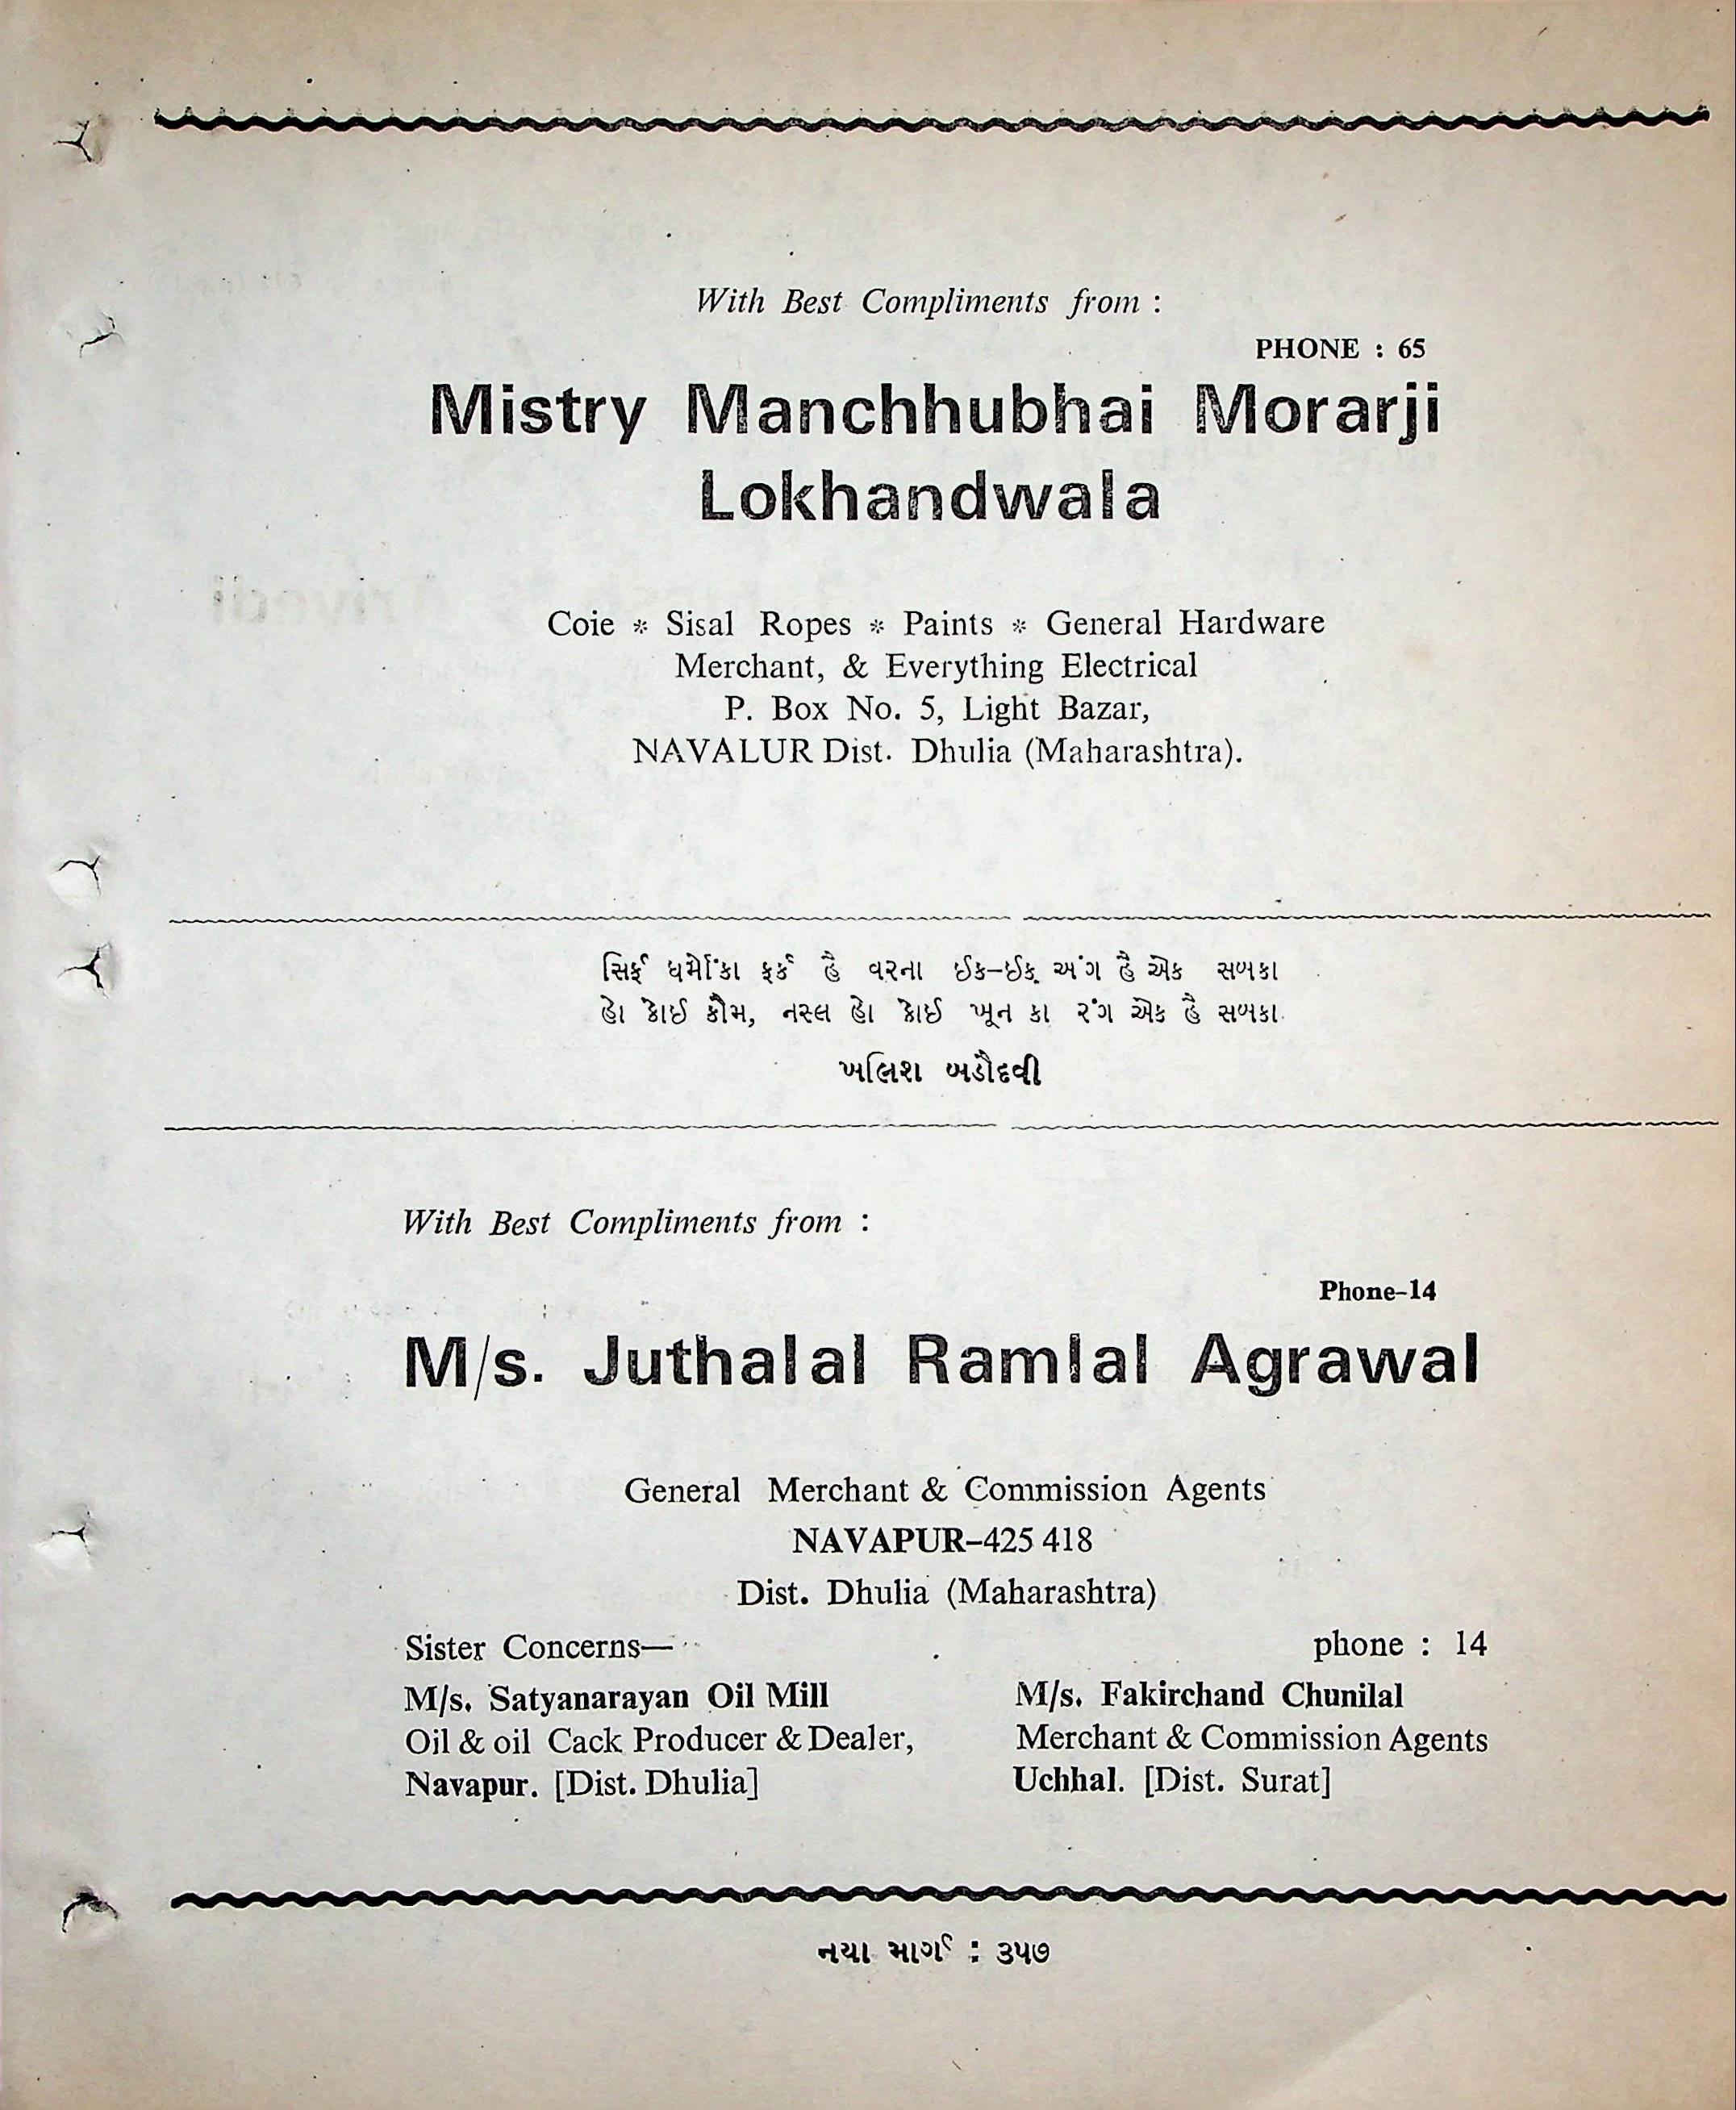 With Best Compliments from :
PHONE : 65
Mistry Manchhubhai Morarji
Lokhandwala
Coie * Sisal Ropes * Paints * General Hardware
Merchant, & Everything Electrical
P. Box No. 5, Light Bazar,
NAVALUR Dist. Dhulia (Maharashtra).
સિર્ફ ધર્મોંકા ફર્ક હૈ વરના ઈક–ઈક અંગ હૈ એક સબકા
હો કોઈ કૌમ, નસ્લ હો કોઈ ખૂન કા રંગ એક હૈ સબકા.
ખલિશ બડૌદવી
With Best Compliments from :
Phone–14
M/s. Juthalal Ramlal Agrawal
General Merchant & Commission Agents
NAVAPUR–425 418
Dist. Dhulia (Maharashtra)
Sister Concerns— phone : 14
M/s. Satyanarayan Oil Mill M/s. Fakirchand Chunilal
Oil & oil Cack Producer & Dealer, Merchant & Commission Agents
Navapur. [Dist. Dhulia] Uchhal. [Dist. Surat]
નયા માર્ગ : ૩૫૭